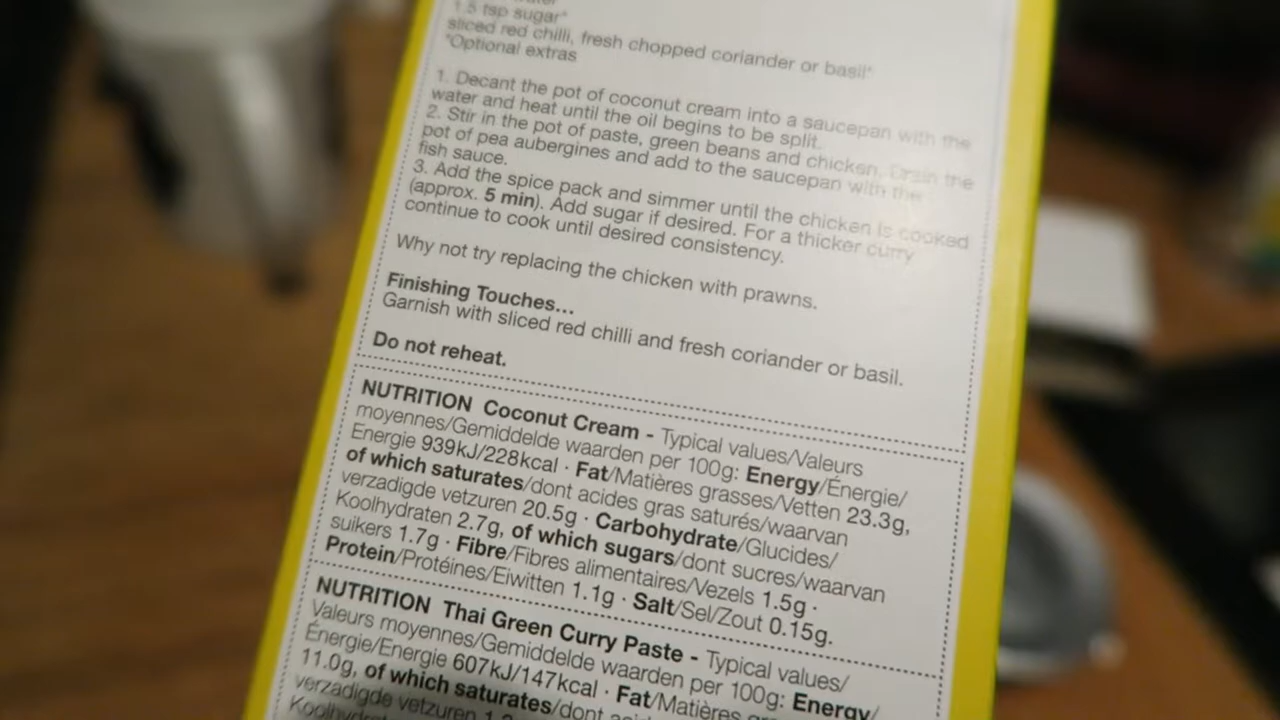 1.5 tsp sugar*
sliced red chilli, fresh chopped coriander or basil*
*Optional extras
1. Decant the pot of coconut cream into a saucepan with the
water and heat until the oil begins to be split.
2. Stir in the pot of paste, green beans and chicken. Drain the
pot of pea aubergines and add to the saucepan with the
fish sauce.
3. Add the spice pack and simmer until the chicken is cooked
(approx. 5 min). Add sugar if desired. For a thicker curry
continue to cook until desired consistency.
Why not try replacing the chicken with prawns.
Finishing Touches...
Garnish with sliced red chilli and fresh coriander or basil.
Do not reheat.
NUTRITION Coconut Cream - Typical values/Valeurs
moyennes/Gemiddelde waarden per 100g: Energy/Énergie/
Energie 939kJ/228kcal · Fat/Matières grasses/Vetten 23.3g,
of which saturates/dont acides gras saturés/waarvan
verzadigde vetzuren 20.5g · Carbohydrate/Glucides/
Koolhydraten 2.7g, of which sugars/dont sucres/waarvan
suikers 1.7g · Fibre/Fibres alimentaires/Vezels 1.5g ·
Protein/Protéines/Eiwitten 1.1g · Salt/Sel/Zout 0.15g.
NUTRITION Thai Green Curry Paste - Typical values/
Valeurs moyennes/Gemiddelde waarden per 100g: Energy/
Énergie/Energie 607kJ/147kcal · Fat/Matières
11.0g, of which saturates/dont
verzadigde vetzuren